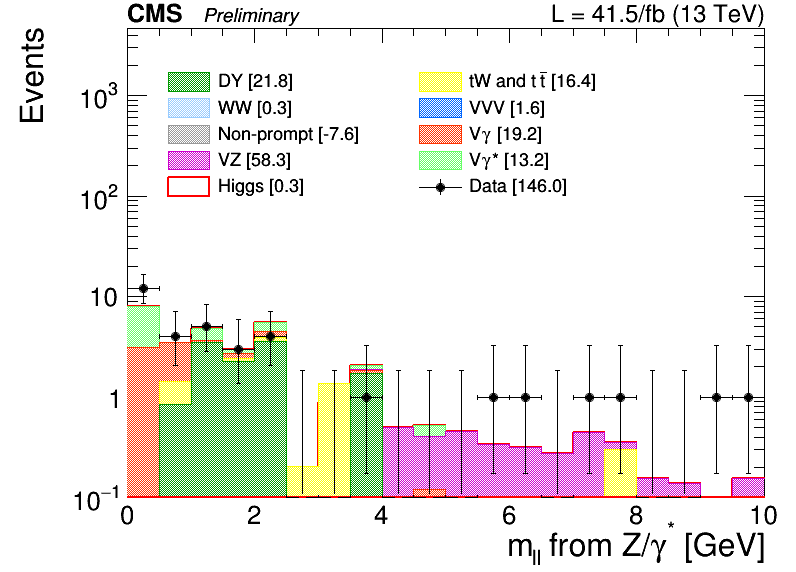 CMS Preliminary L = 41.5/fb (13 TeV)
Events
DY [21.8] tW and t t̄ [16.4]
WW [0.3] VVV [1.6]
Non-prompt [-7.6] Vγ [19.2]
VZ [58.3] Vγ* [13.2]
Higgs [0.3] Data [146.0]
10³
10²
10
1
10⁻¹
0 2 4 6 8 10
m_ll from Z/γ* [GeV]